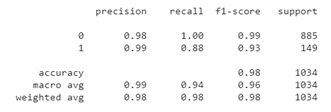 precision recall f1-score support
0 0.98 1.00 0.99 885
1 0.99 0.88 0.93 149
accuracy 0.98 1034
macro avg 0.99 0.94 0.96 1034
weighted avg 0.98 0.98 0.98 1034